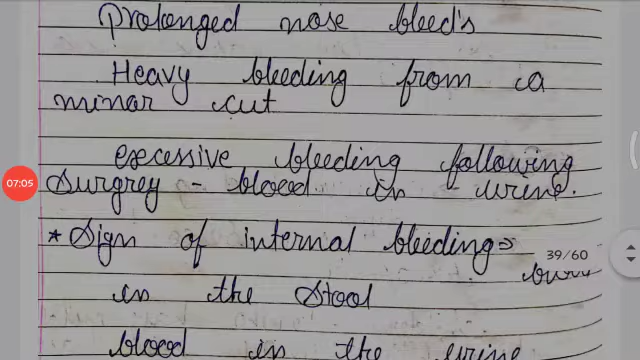 Prolonged nose bleed's
Heavy bleeding from a
minor cut
excessive bleeding following
Surgrey - blood in urine.
07:05
* Sign of internal bleeding =
39/60
in the Stool
blood in the urine